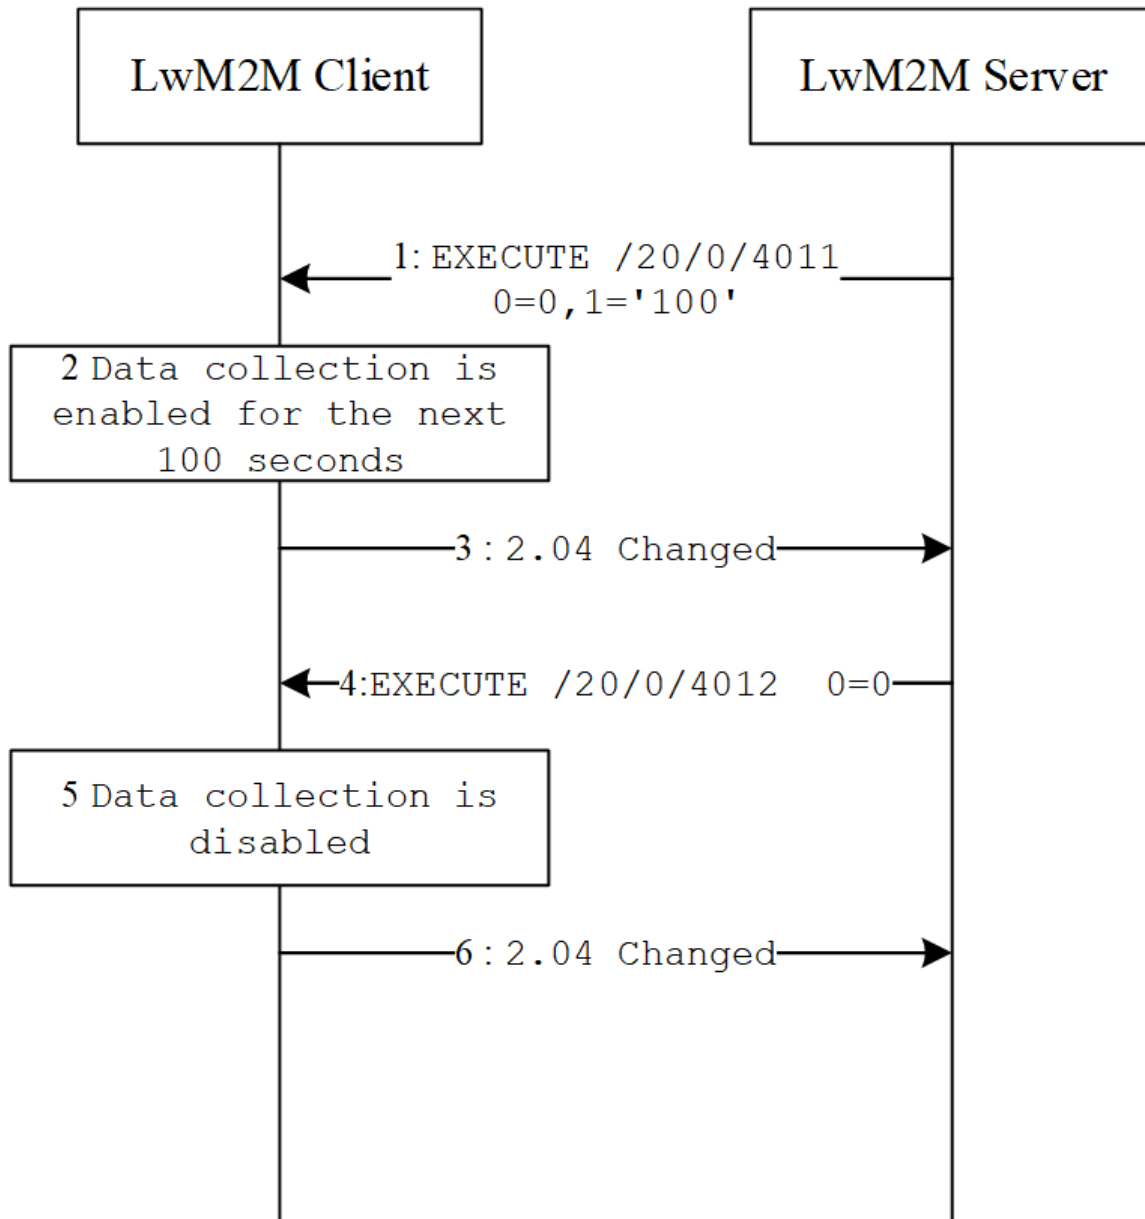 LwM2M Client
LwM2M Server
1: EXECUTE /20/0/4011
0=0,1='100'
2 Data collection is
enabled for the next
100 seconds
3 : 2.04 Changed
4:EXECUTE /20/0/4012  0=0
5 Data collection is
disabled
6 : 2.04 Changed